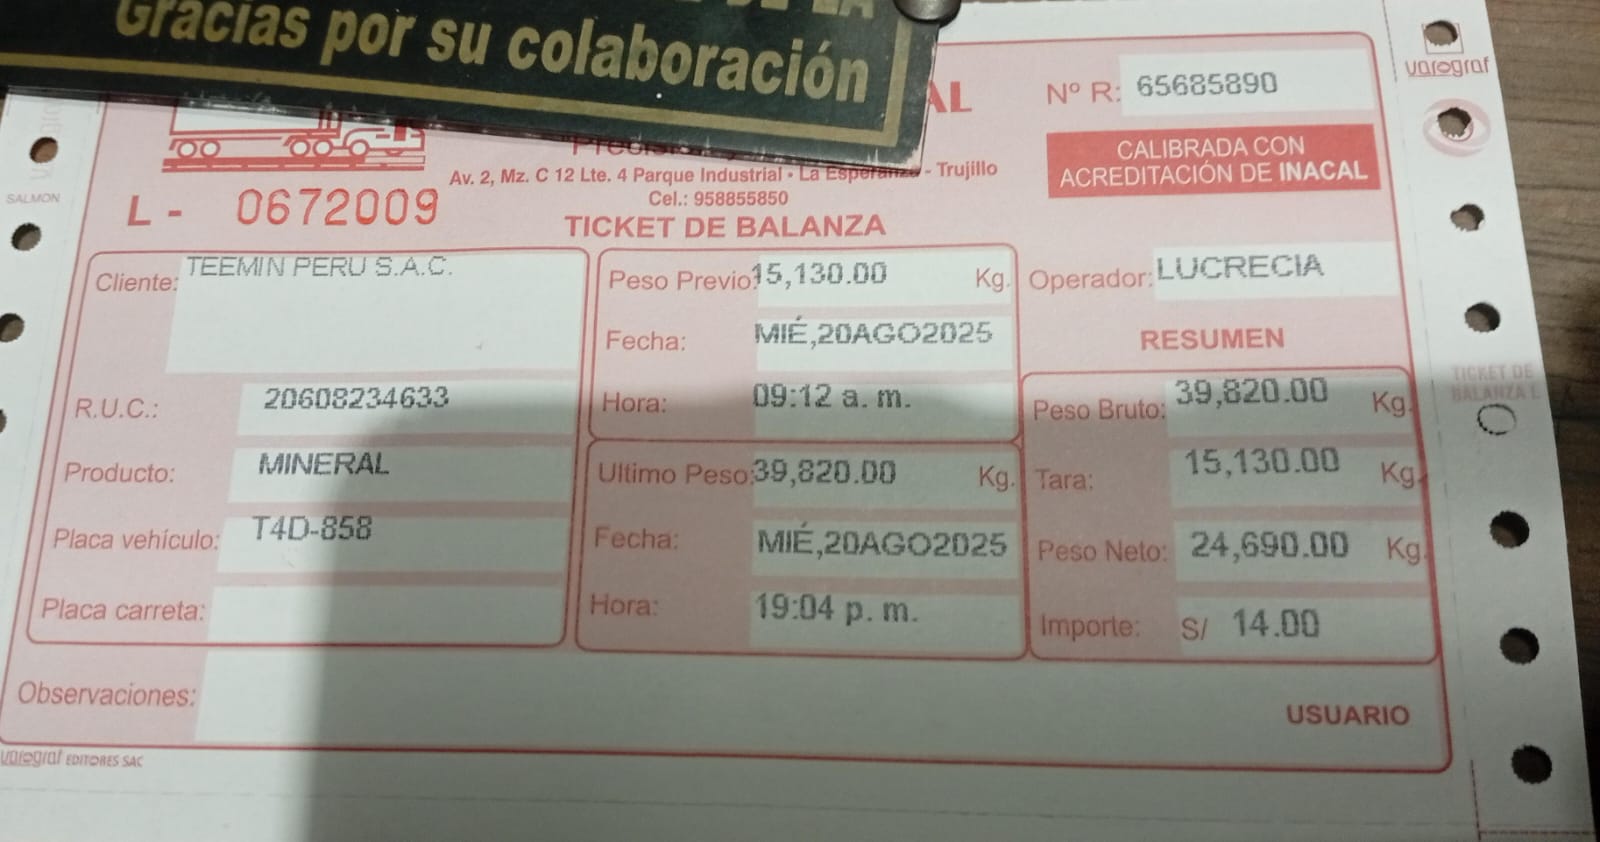 Gracias por su colaboración
varograf
Nº R: 65685890
CALIBRADA CON
ACREDITACIÓN DE INACAL
Av. 2, Mz. C 12 Lte. 4 Parque Industrial • La Esperanza - Trujillo
Cel.: 958855850
SALMON
L - 0672009
TICKET DE BALANZA
Cliente: TEEMIN PERU S.A.C.
R.U.C.: 20608234633
Producto: MINERAL
Placa vehículo: T4D-858
Placa carreta:
Peso Previo: 15,130.00 Kg.
Fecha: MIÉ,20AGO2025
Hora: 09:12 a. m.
Ultimo Peso: 39,820.00 Kg.
Fecha: MIÉ,20AGO2025
Hora: 19:04 p. m.
Operador: LUCRECIA
RESUMEN
Peso Bruto: 39,820.00 Kg.
Tara: 15,130.00 Kg.
Peso Neto: 24,690.00 Kg.
Importe: S/ 14.00
TICKET DE
BALANZA L
Observaciones:
USUARIO
varograf EDITORES SAC